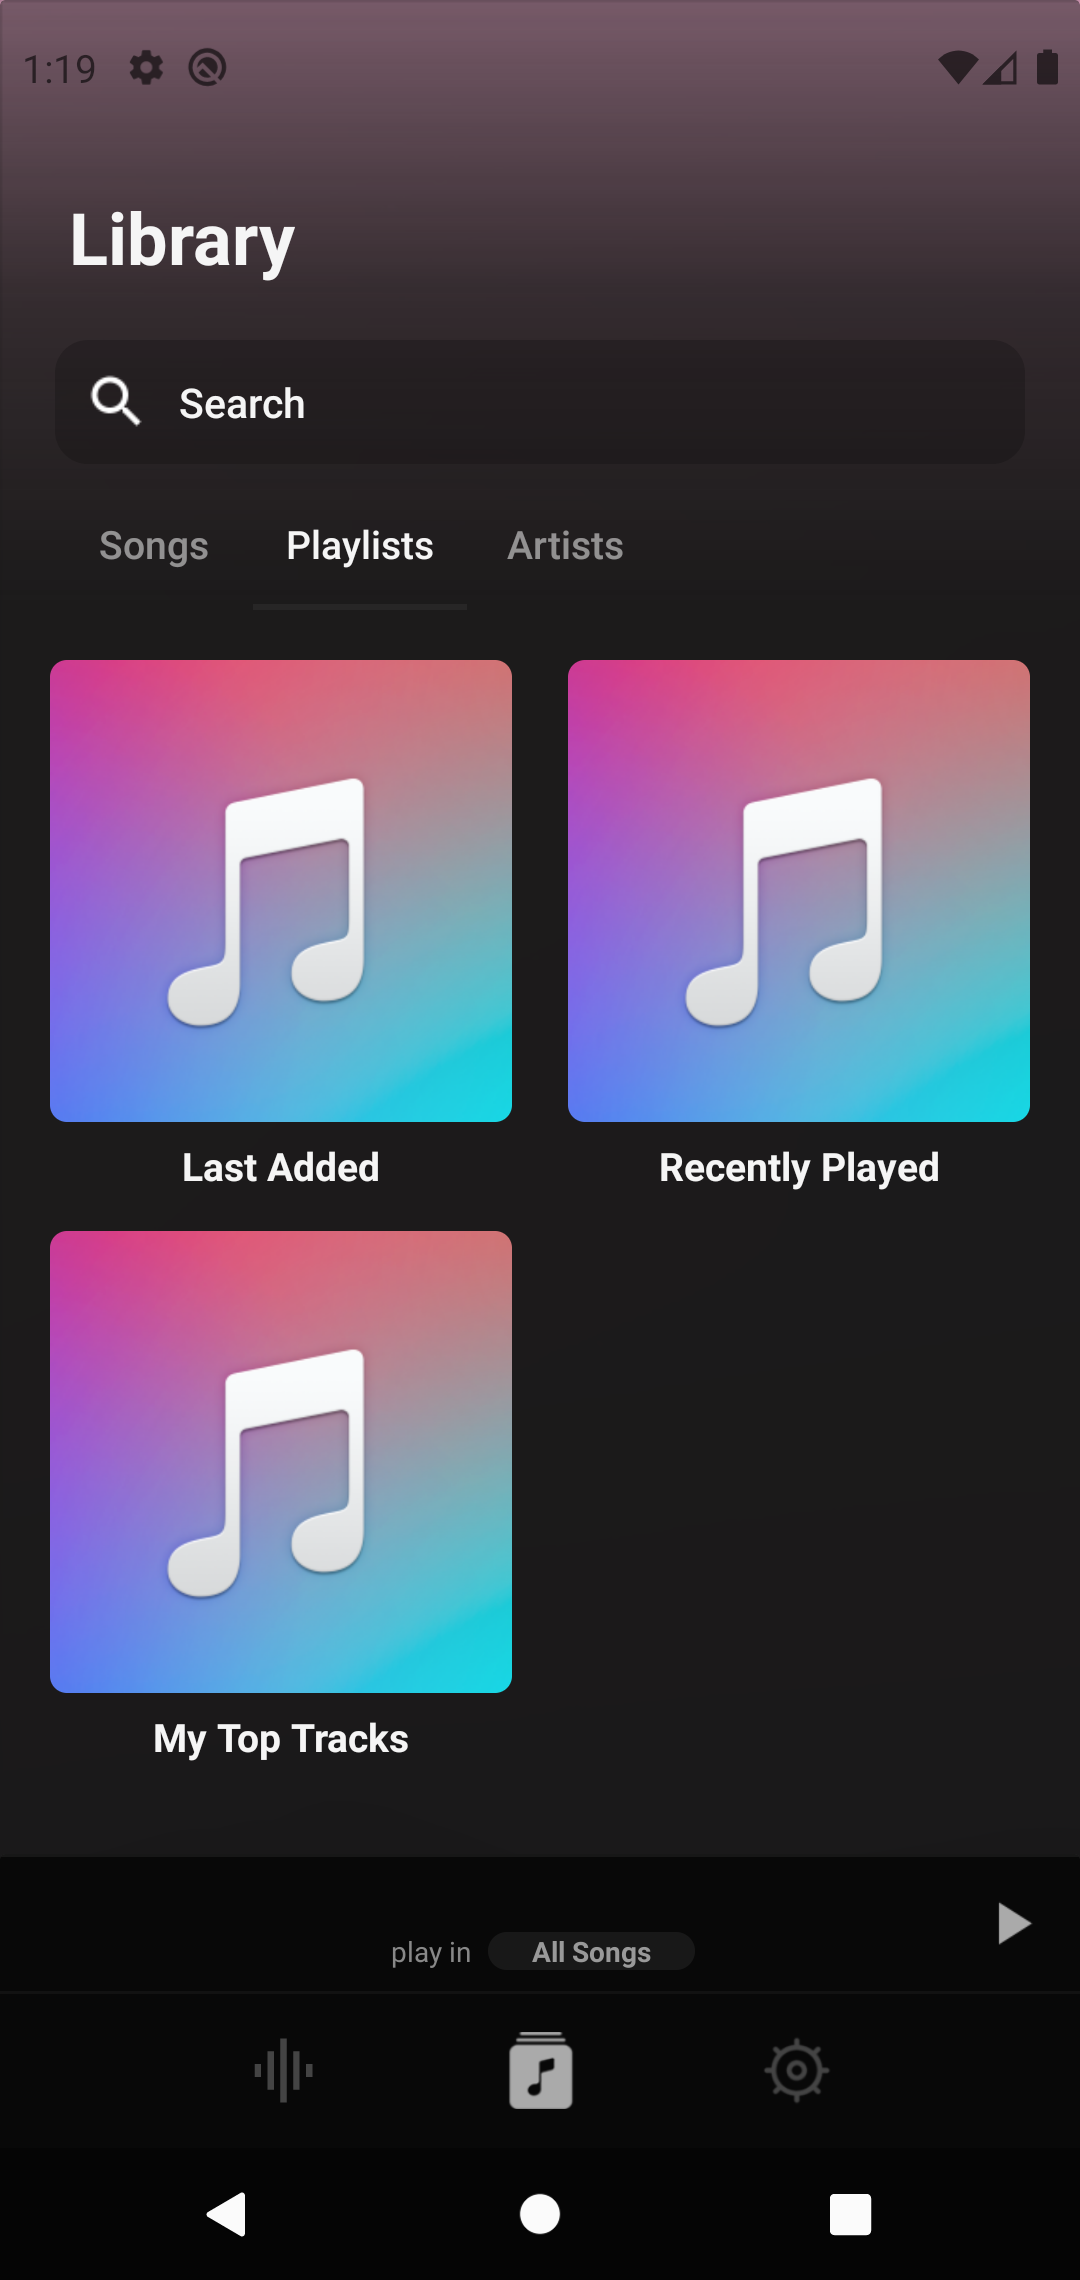 1:19
Library
Search
Songs Playlists Artists
Last Added Recently Played
My Top Tracks
play in All Songs